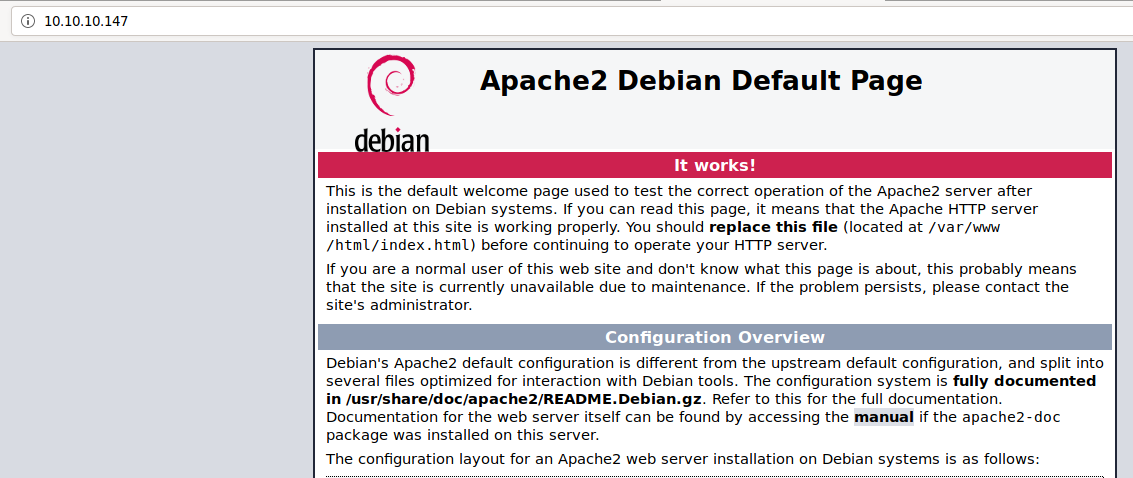 10.10.10.147
Apache2 Debian Default Page
debian
It works!
This is the default welcome page used to test the correct operation of the Apache2 server after
installation on Debian systems. If you can read this page, it means that the Apache HTTP server
installed at this site is working properly. You should replace this file (located at /var/www
/html/index.html) before continuing to operate your HTTP server.
If you are a normal user of this web site and don't know what this page is about, this probably means
that the site is currently unavailable due to maintenance. If the problem persists, please contact the
site's administrator.
Configuration Overview
Debian's Apache2 default configuration is different from the upstream default configuration, and split into
several files optimized for interaction with Debian tools. The configuration system is fully documented
in /usr/share/doc/apache2/README.Debian.gz. Refer to this for the full documentation.
Documentation for the web server itself can be found by accessing the manual if the apache2-doc
package was installed on this server.
The configuration layout for an Apache2 web server installation on Debian systems is as follows: